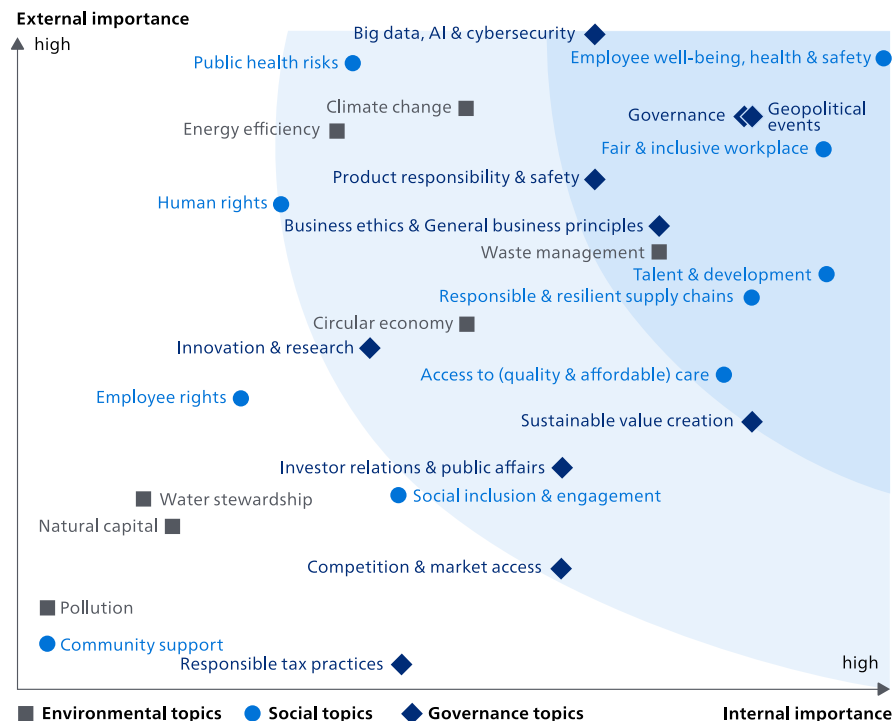 External importance
high
Big data, AI & cybersecurity
Public health risks
Employee well-being, health & safety
Climate change
Energy efficiency
Governance
Geopolitical
events
Fair & inclusive workplace
Product responsibility & safety
Human rights
Business ethics & General business principles
Waste management
Talent & development
Responsible & resilient supply chains
Circular economy
Innovation & research
Access to (quality & affordable) care
Employee rights
Sustainable value creation
Investor relations & public affairs
Water stewardship
Social inclusion & engagement
Natural capital
Competition & market access
Pollution
Community support
Responsible tax practices
high
Environmental topics
Social topics
Governance topics
Internal importance